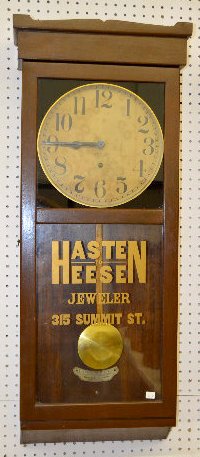 12
11 1
10 2
9 3
8 4
7 5
6
HASTEN
HEESEN
JEWELER
315 SUMMIT ST.